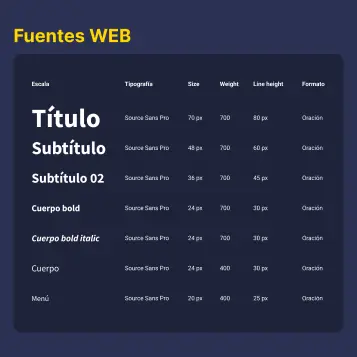 Fuentes WEB
Escala Tipografía Size Weight Line height Formato
Título Source Sans Pro 70 px 700 80 px Oración
Subtítulo Source Sans Pro 48 px 700 60 px Oración
Subtítulo 02 Source Sans Pro 36 px 700 45 px Oración
Cuerpo bold Source Sans Pro 24 px 700 30 px Oración
Cuerpo bold italic Source Sans Pro 24 px 700 30 px Oración
Cuerpo Source Sans Pro 24 px 400 30 px Oración
Menú Source Sans Pro 20 px 400 25 px Oración